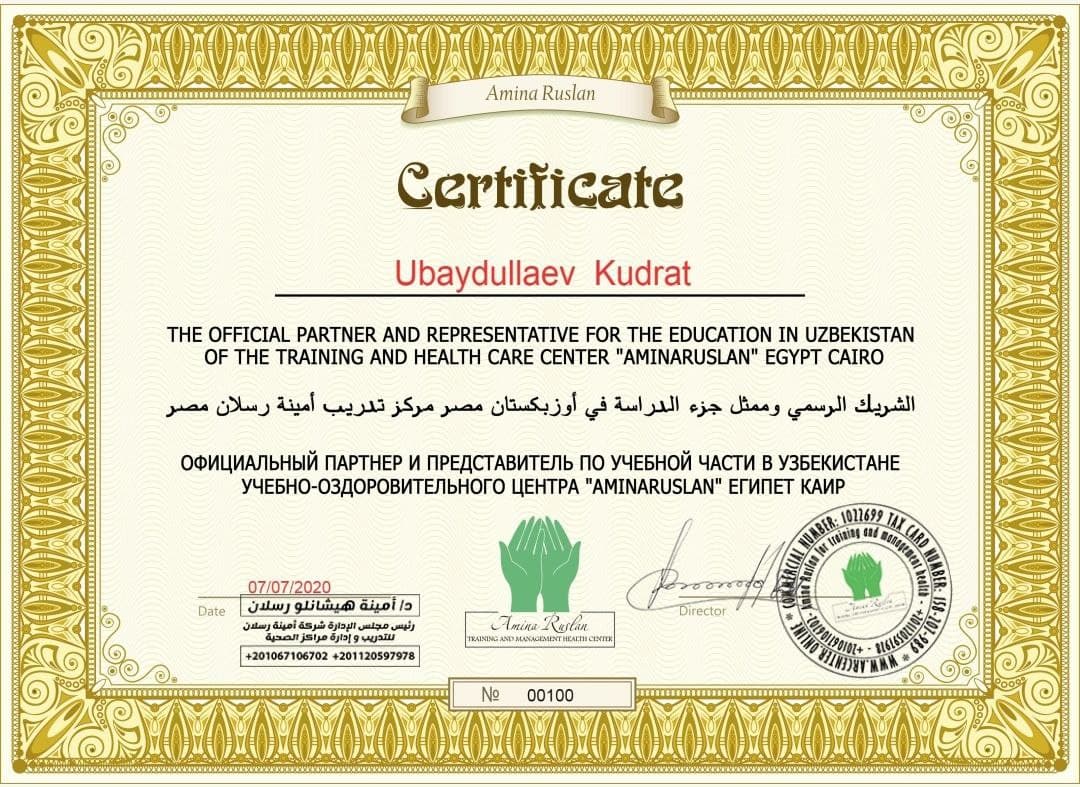 Amina Ruslan
Certificate
Ubaydullaev Kudrat
THE OFFICIAL PARTNER AND REPRESENTATIVE FOR THE EDUCATION IN UZBEKISTAN
OF THE TRAINING AND HEALTH CARE CENTER "AMINARUSLAN" EGYPT CAIRO
الشريك الرسمي وممثل جزء الدراسة في أوزبكستان مصر مركز تدريب أمينة رسلان مصر
ОФИЦИАЛЬНЫЙ ПАРТНЕР И ПРЕДСТАВИТЕЛЬ ПО УЧЕБНОЙ ЧАСТИ В УЗБЕКИСТАНЕ
УЧЕБНО-ОЗДОРОВИТЕЛЬНОГО ЦЕНТРА "AMINARUSLAN" ЕГИПЕТ КАИР
07/07/2020
Date
د/ أمينة هيشانلو رسلان
رئيس مجلس الإدارة شركة أمينة رسلان
للتدريب و إدارة مراكز الصحية
+201067106702 +201120597978
Amina Ruslan
TRAINING AND MANAGEMENT HEALTH CENTER
Director
* COMMERCIAL NUMBER: 1022699 TAX CARD NUMBER: 558-202-989 * WWW.ARCENTER.ONLINE
Amina Ruslan for training and management health - +201120597978 - +201067106702
Amina Ruslan
№ 00100